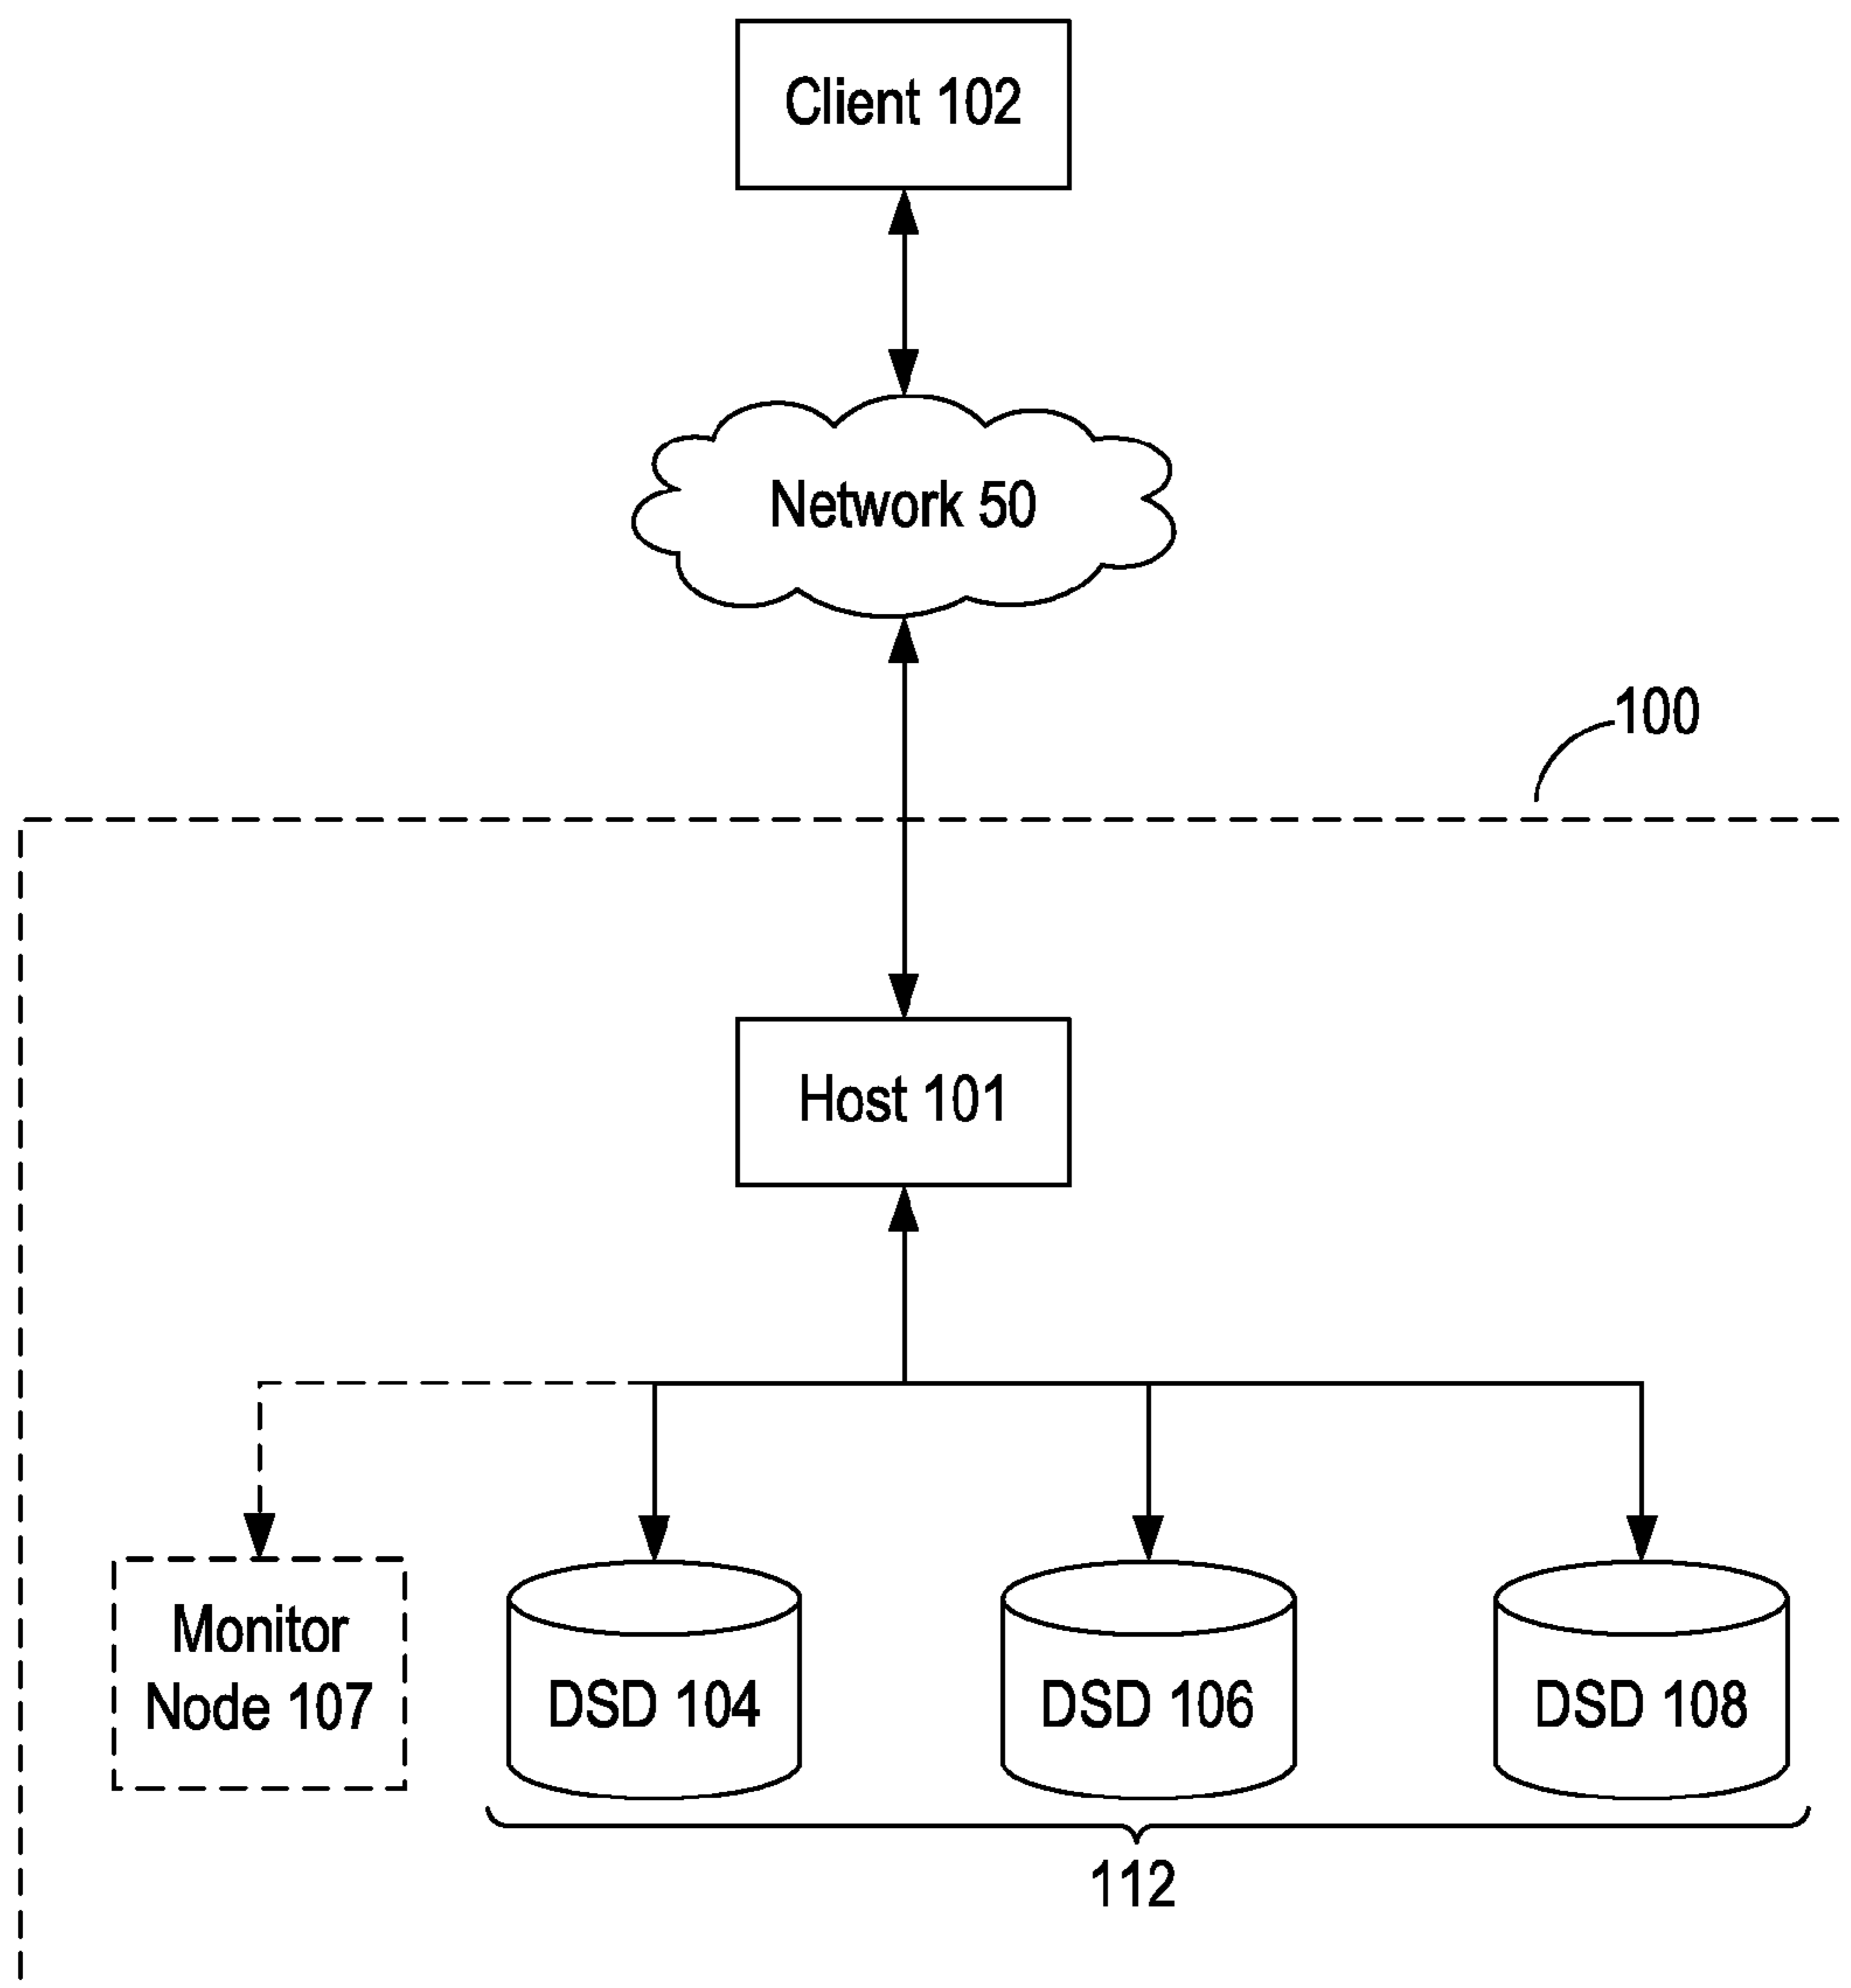 Client 102
Network 50
100
Host 101
Monitor
Node 107
DSD 104
DSD 106
DSD 108
112